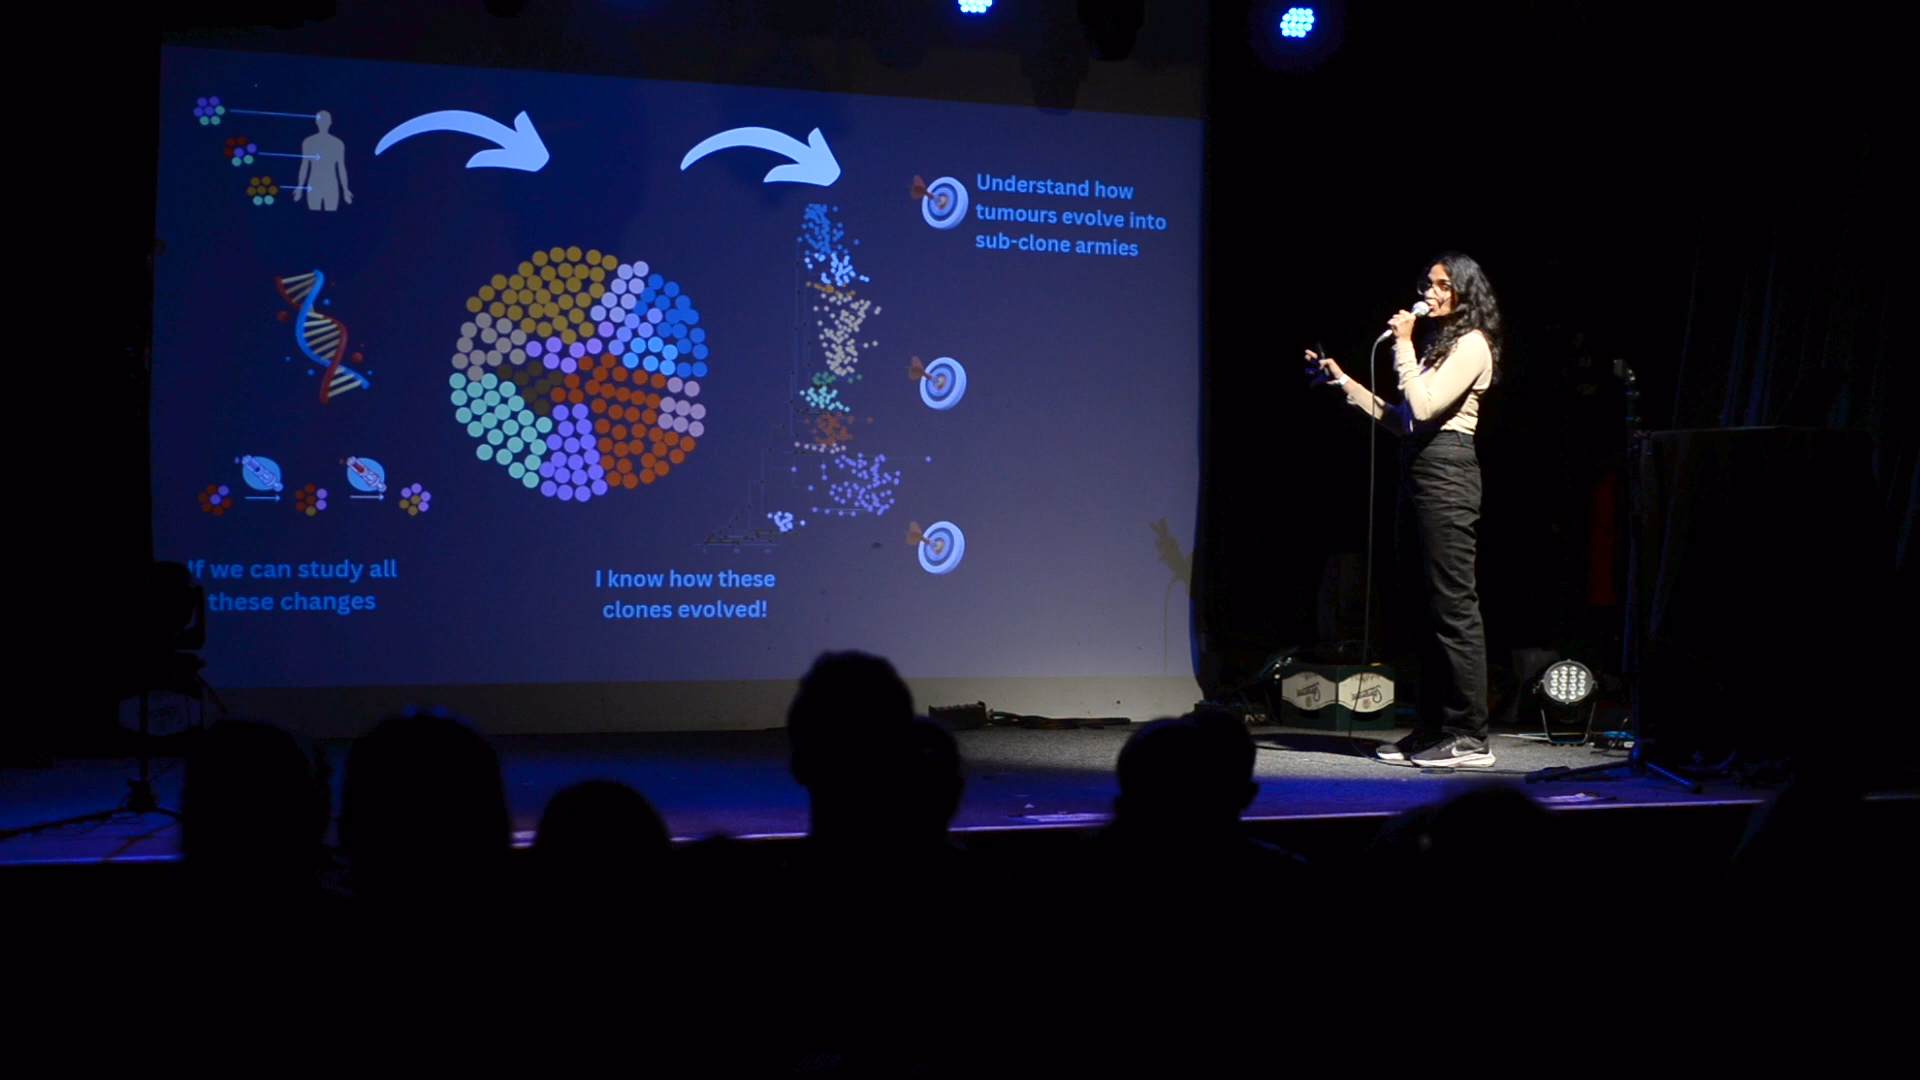 Understand how
tumours evolve into
sub-clone armies
If we can study all
these changes
I know how these
clones evolved!